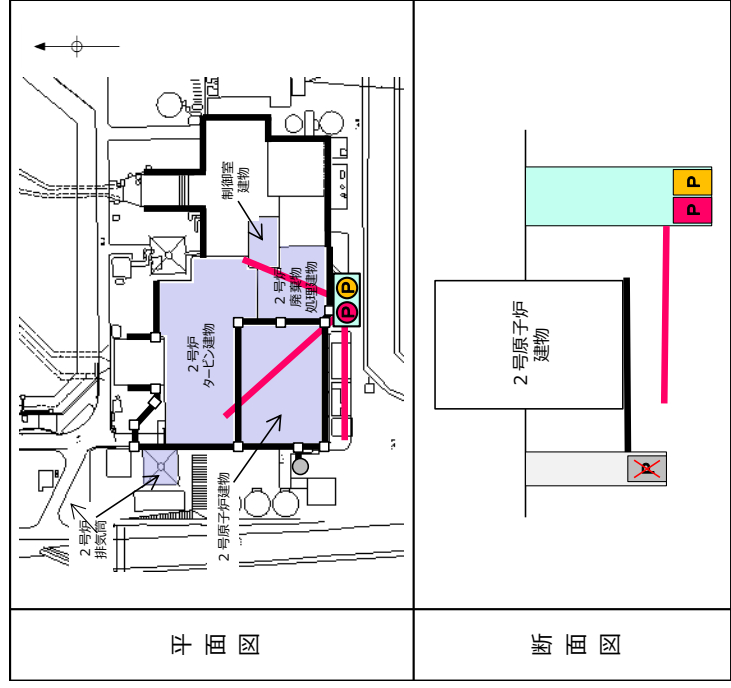 平面図
制御室
建物
2号炉
タービン建物
2号炉
廃棄物
処理建物
P
P
2号炉
排気筒
2号原子炉建物
断面図
2号原子炉
建物
P
P
P